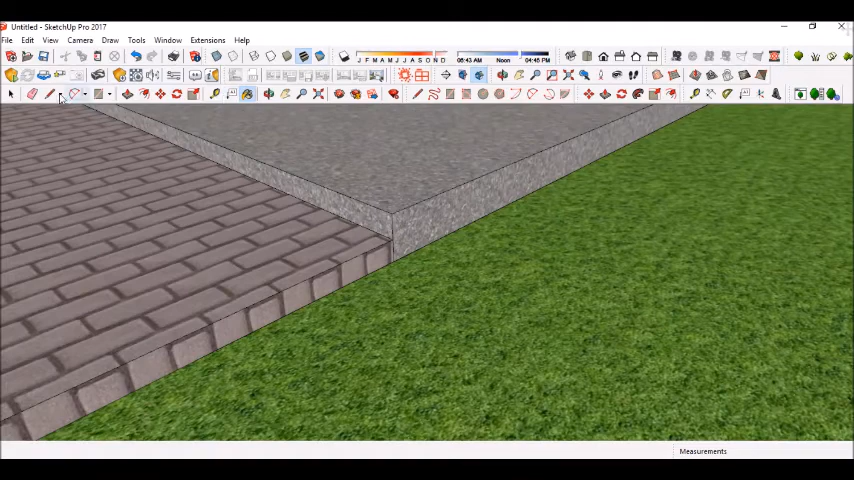 Untitled - SketchUp Pro 2017
File Edit View Camera Draw Tools Window Extensions Help
J F M A M J J A S O N D 06:43 AM Noon 04:45 PM
Measurements